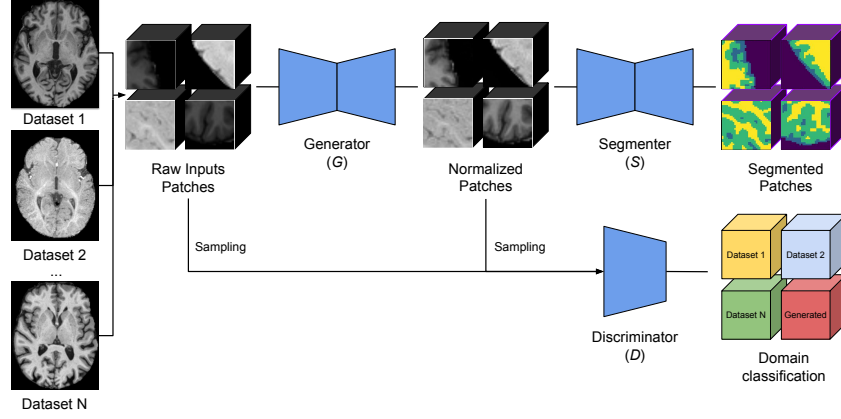 Dataset 1
Dataset 2
...
Dataset N
Raw Inputs
Patches
Generator
(G)
Normalized
Patches
Segmenter
(S)
Segmented
Patches
Sampling
Sampling
Discriminator
(D)
Dataset 1
Dataset 2
Dataset N
Generated
Domain
classification